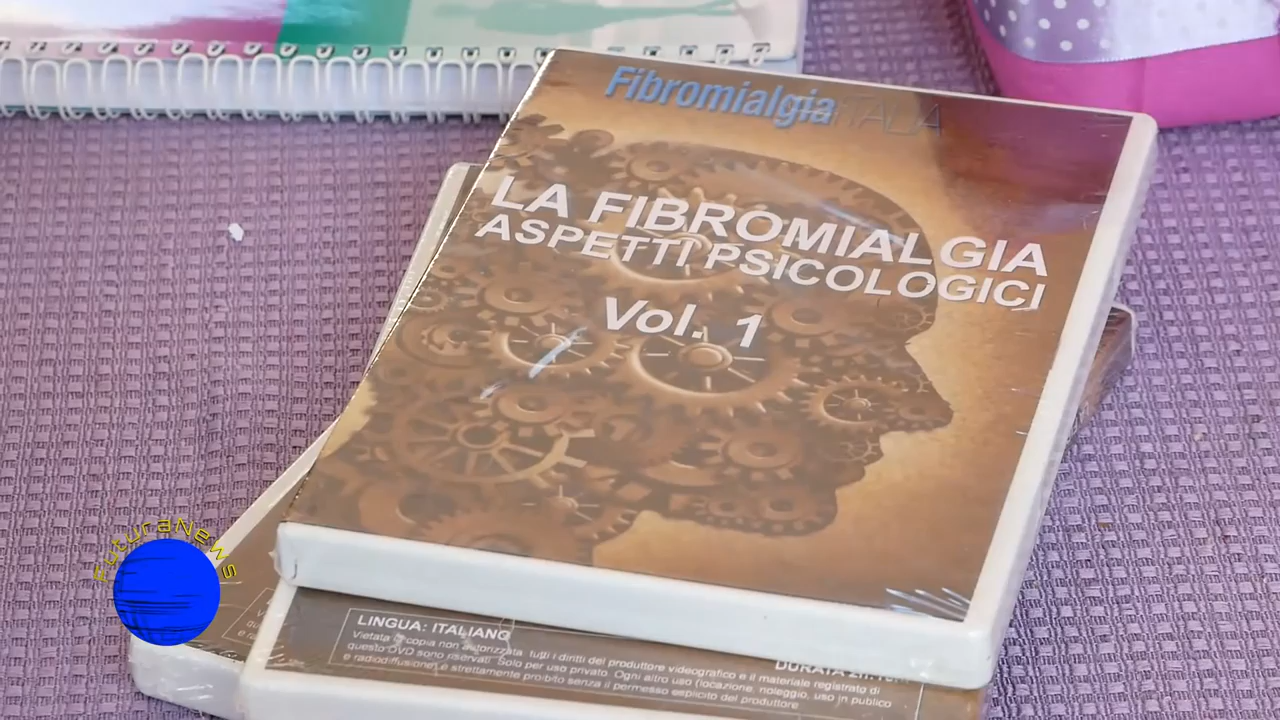 Fibromialgia ITALIA
LA FIBROMIALGIA
ASPETTI PSICOLOGICI
Vol. 1
FuturaNews
LINGUA: ITALIANO
Vietata la copia non autorizzata tutti i diritti del produttore videografico e il materiale registrato di
questo DVD sono riservati. Solo per uso privato. Ogni altro uso (locazione, noleggio, uso in pubblico
e radiodiffusione) è strettamente proibito senza il permesso esplicito del produttore
DURATA